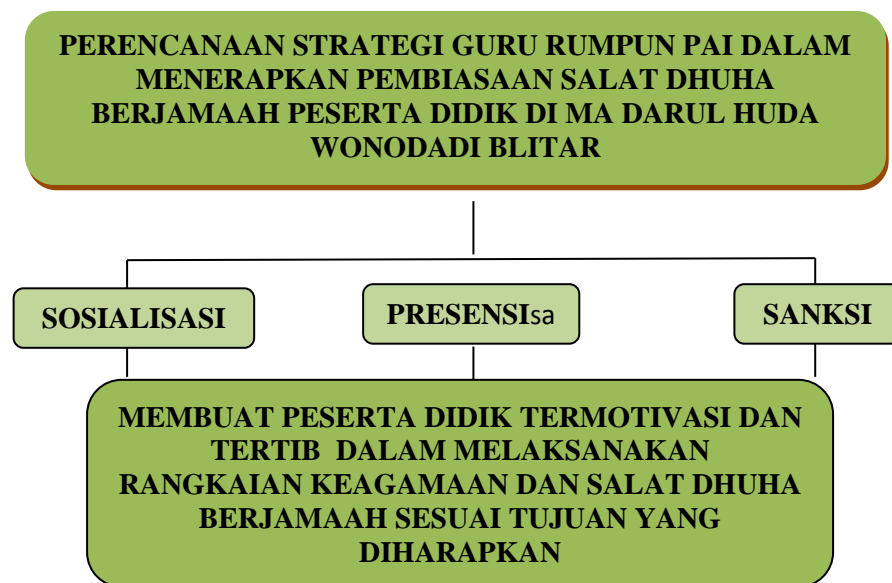 PERENCANAAN STRATEGI GURU RUMPUN PAI DALAM
MENERAPKAN PEMBIASAAN SALAT DHUHA
BERJAMAAH PESERTA DIDIK DI MA DARUL HUDA
WONODADI BLITAR
SOSIALISASI
PRESENSIsa
SANKSI
MEMBUAT PESERTA DIDIK TERMOTIVASI DAN
TERTIB DALAM MELAKSANAKAN
RANGKAIAN KEAGAMAAN DAN SALAT DHUHA
BERJAMAAH SESUAI TUJUAN YANG
DIHARAPKAN